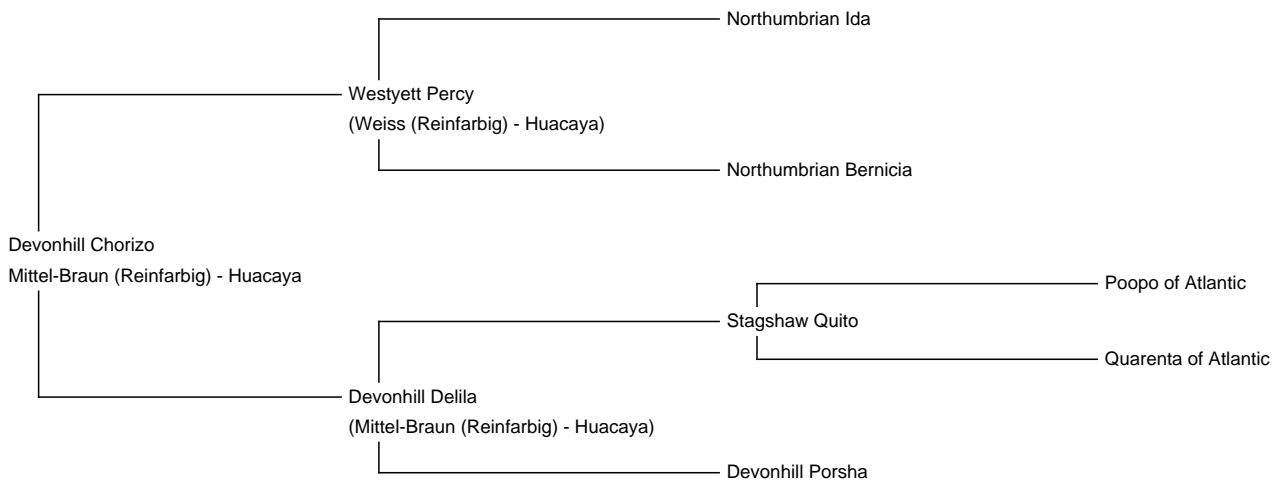 Northumbrian Ida
Westyett Percy
(Weiss (Reinfarbig) - Huacaya)
Northumbrian Bernicia
Devonhill Chorizo
Mittel-Braun (Reinfarbig) - Huacaya
Poopo of Atlantic
Stagshaw Quito
Quarenta of Atlantic
Devonhill Delila
(Mittel-Braun (Reinfarbig) - Huacaya)
Devonhill Porsha